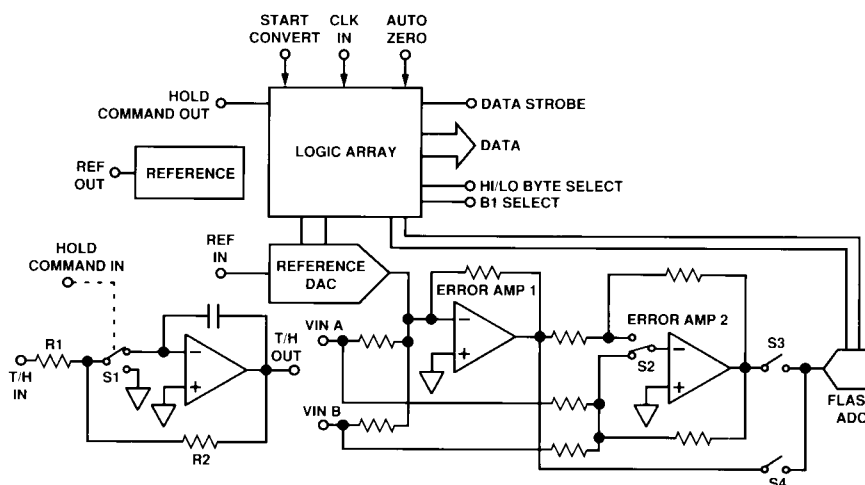 START
CONVERT
CLK
IN
AUTO
ZERO
HOLD
COMMAND OUT
LOGIC ARRAY
DATA STROBE
DATA
HI/LO BYTE SELECT
B1 SELECT
REF
OUT
REFERENCE
HOLD
COMMAND IN
REF
IN
REFERENCE
DAC
ERROR AMP 1
ERROR AMP 2
R1
T/H
IN
S1
−
+
T/H
OUT
R2
VIN A
VIN B
−
+
S2
−
+
S3
S4
FLAS
ADC